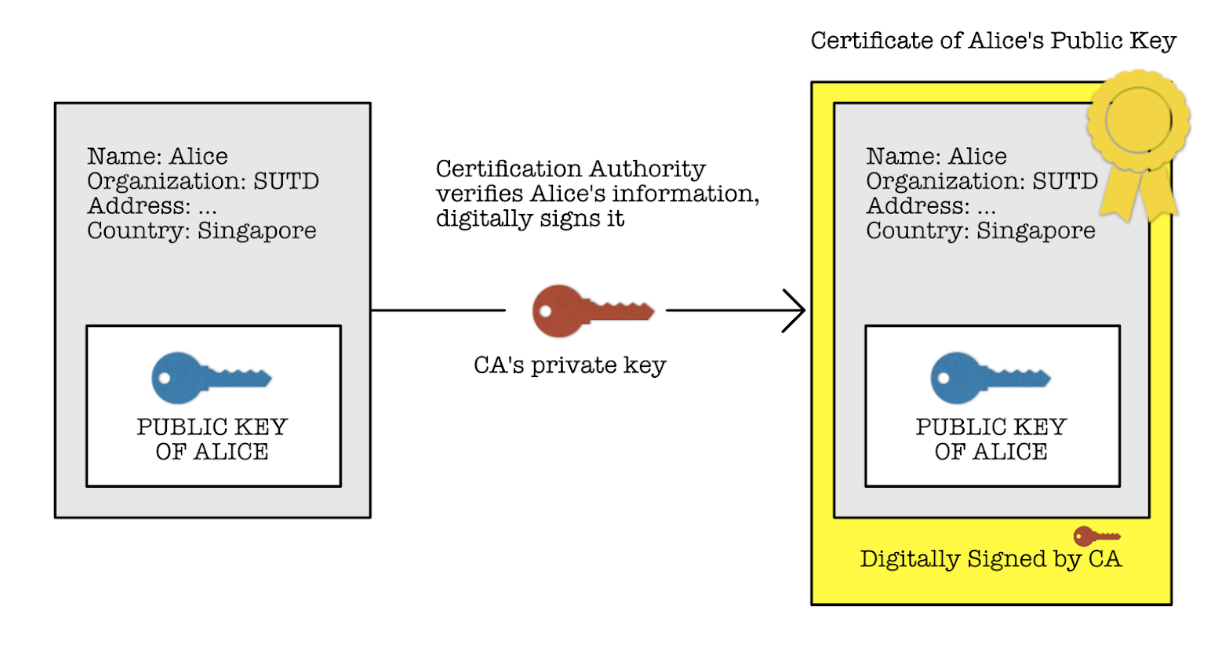 Certificate of Alice's Public Key
Name: Alice
Organization: SUTD
Address: ...
Country: Singapore
PUBLIC KEY
OF ALICE
Certification Authority
verifies Alice's information,
digitally signs it
CA's private key
Name: Alice
Organization: SUTD
Address: ...
Country: Singapore
PUBLIC KEY
OF ALICE
Digitally Signed by CA